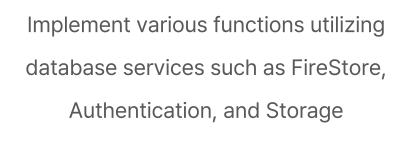 Implement various functions utilizing
database services such as FireStore,
Authentication, and Storage